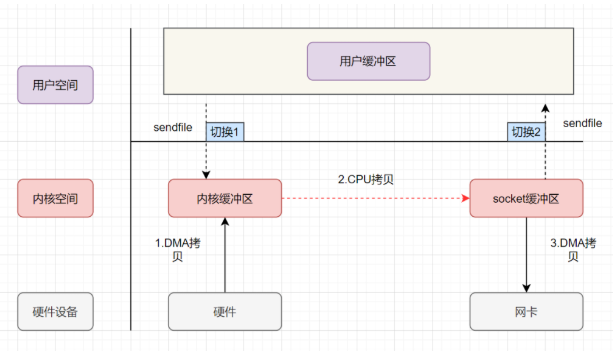 用户空间
用户缓冲区
sendfile
切换1
切换2
sendfile
内核空间
内核缓冲区
2.CPU拷贝
socket缓冲区
1.DMA拷
贝
3.DMA拷
贝
硬件设备
硬件
网卡